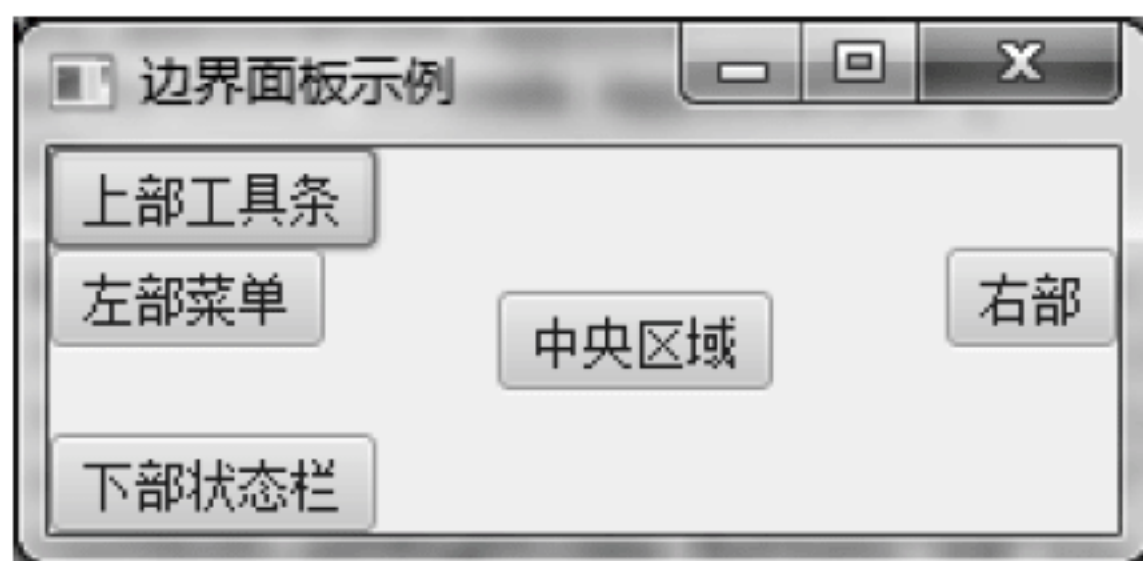 边界面板示例
上部工具条
左部菜单
中央区域
右部
下部状态栏